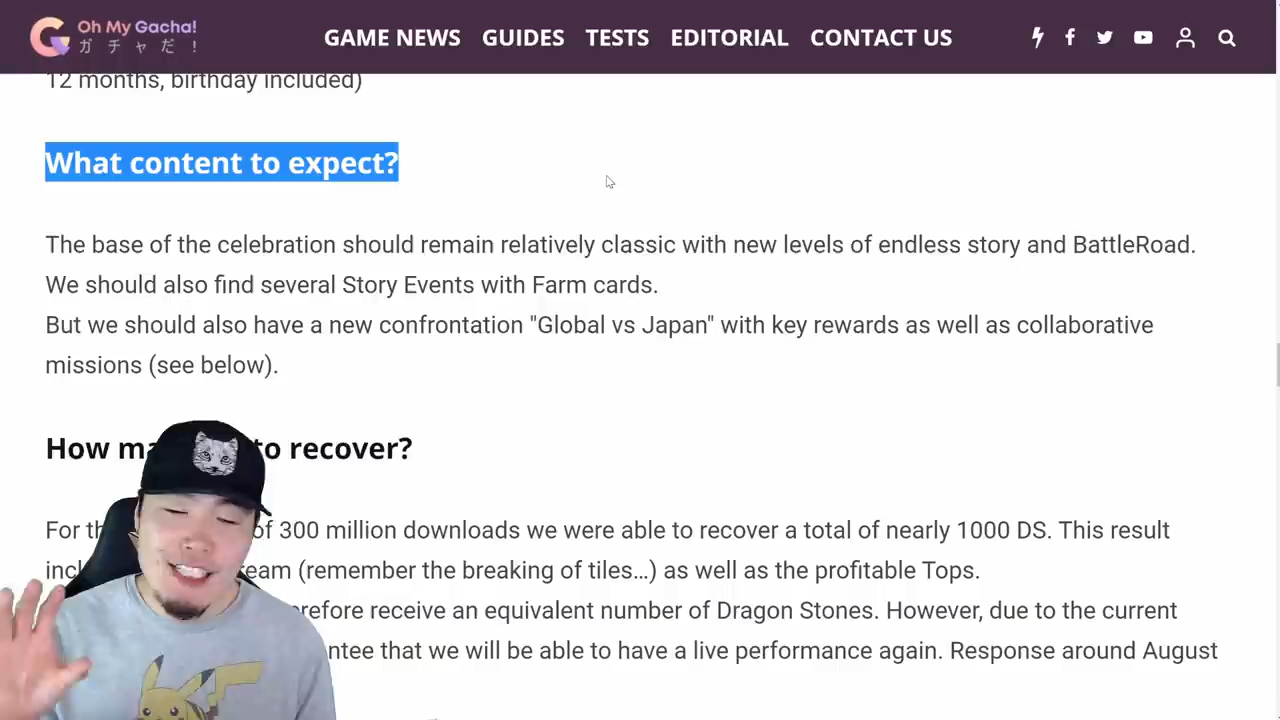 Oh My Gacha!
ガチャだ!
GAME NEWS GUIDES TESTS EDITORIAL CONTACT US
12 months, birthday included)
What content to expect?
The base of the celebration should remain relatively classic with new levels of endless story and BattleRoad.
We should also find several Story Events with Farm cards.
But we should also have a new confrontation "Global vs Japan" with key rewards as well as collaborative
missions (see below).
How to recover?
For of 300 million downloads we were able to recover a total of nearly 1000 DS. This result
(remember the breaking of tiles...) as well as the profitable Tops.
receive an equivalent number of Dragon Stones. However, due to the current
that we will be able to have a live performance again. Response around August